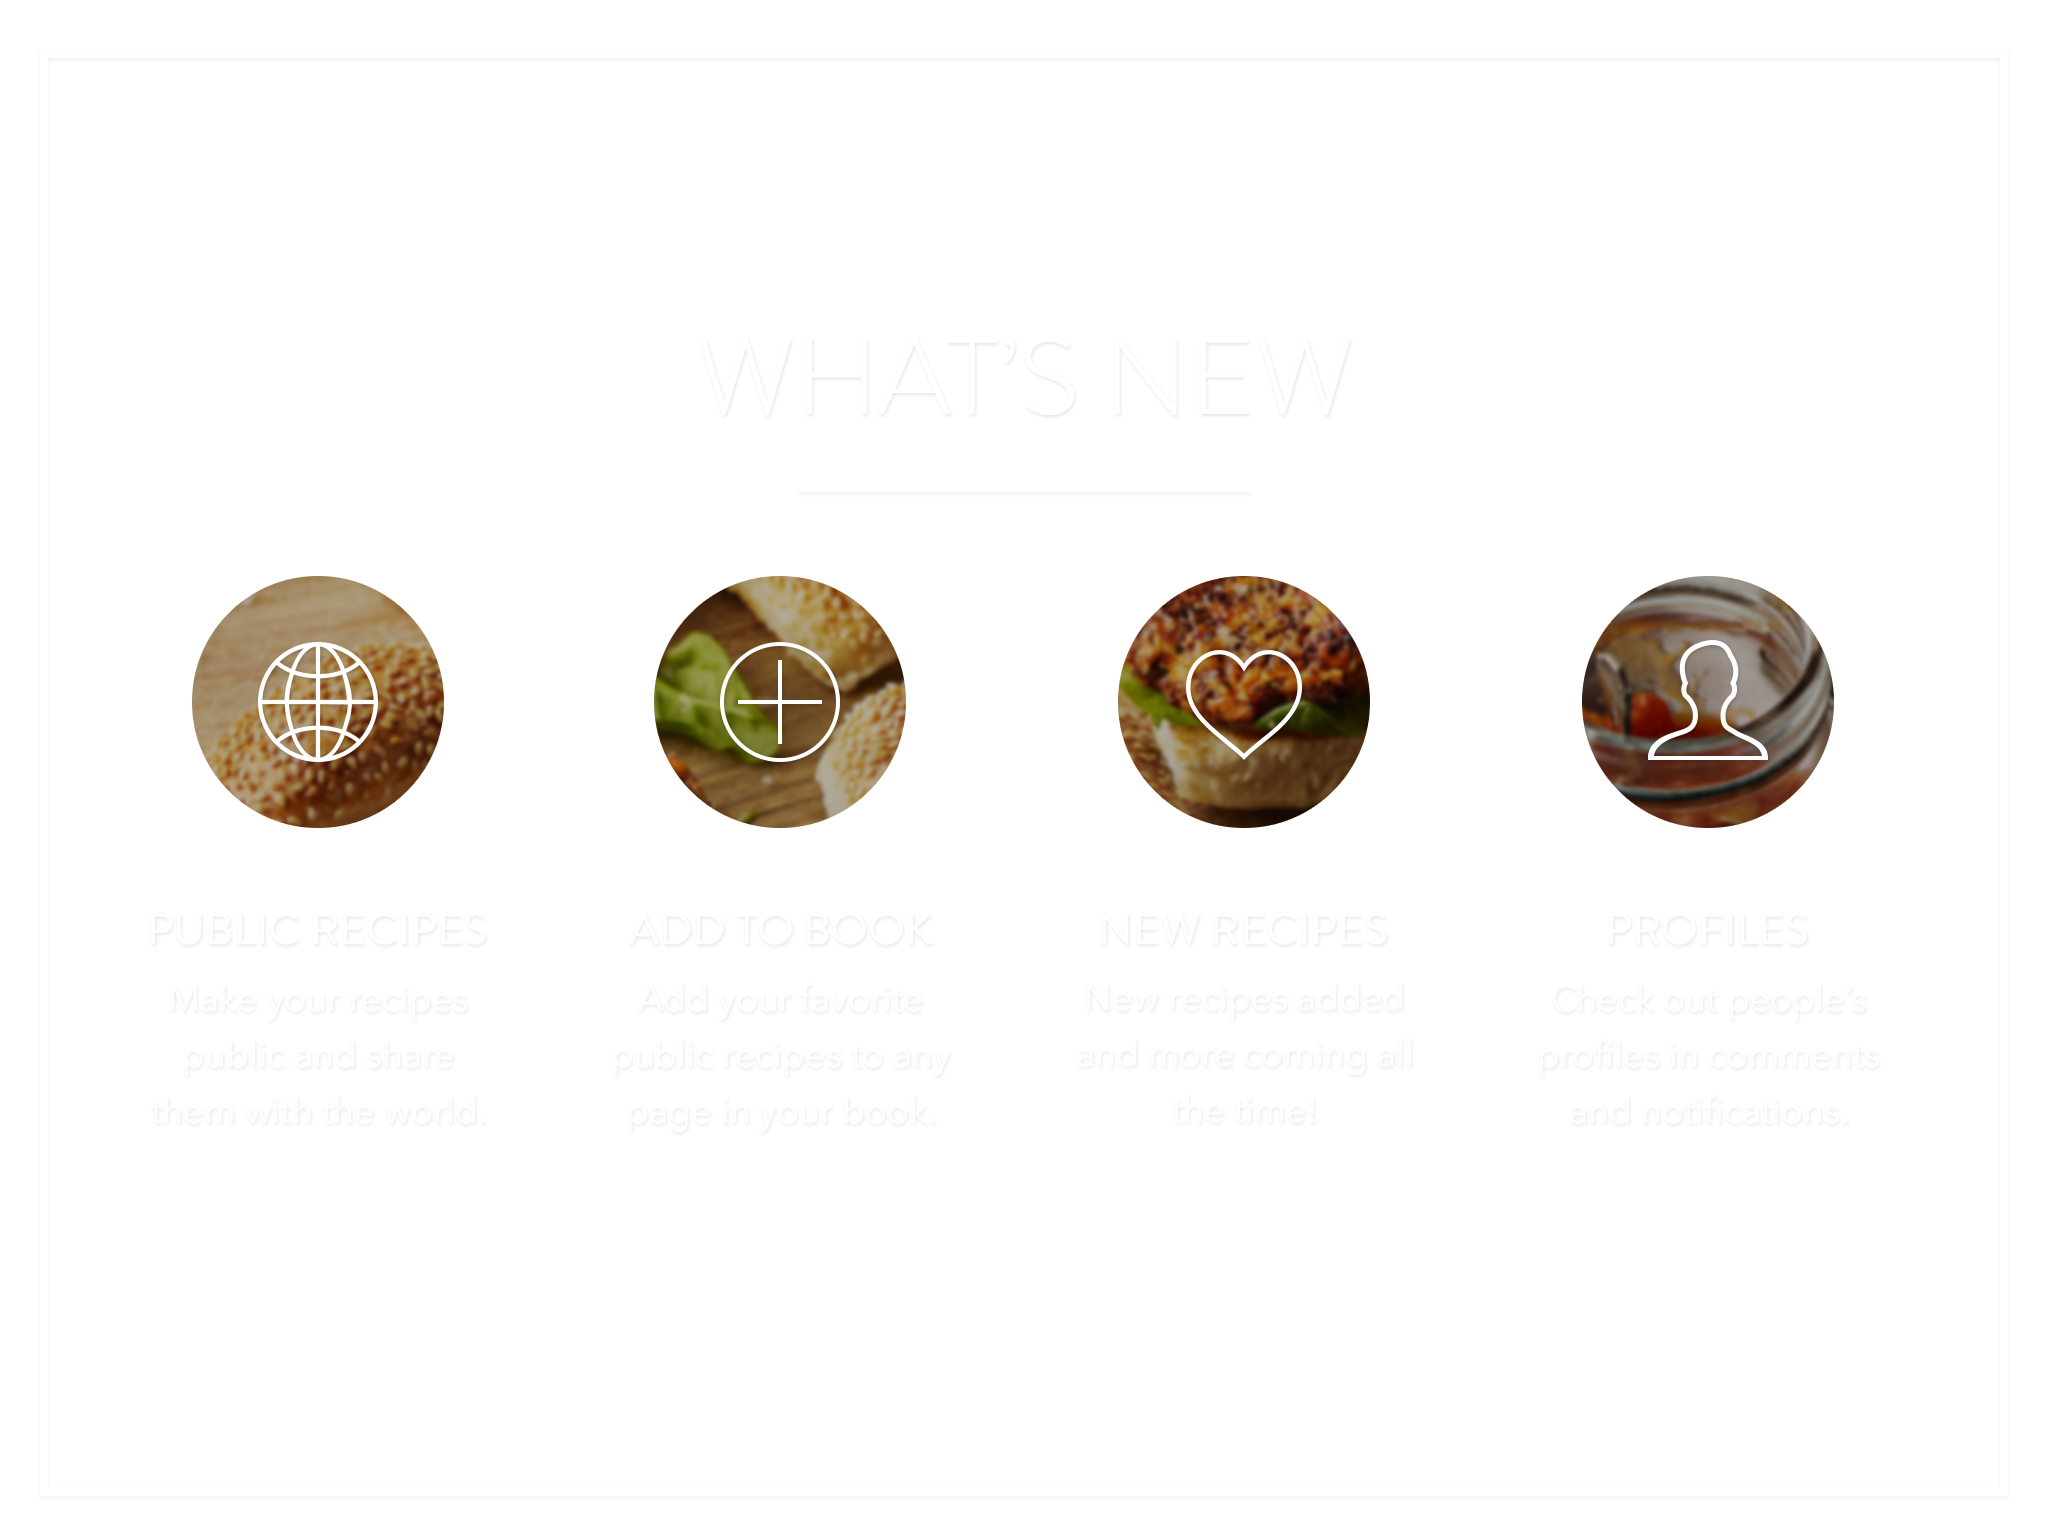 WHAT’S NEW
PUBLIC RECIPES
Make your recipes
public and share
them with the world.
ADD TO BOOK
Add your favorite
public recipes to any
page in your book.
NEW RECIPES
New recipes added
and more coming all
the time!
PROFILES
Check out people’s
profiles in comments
and notifications.